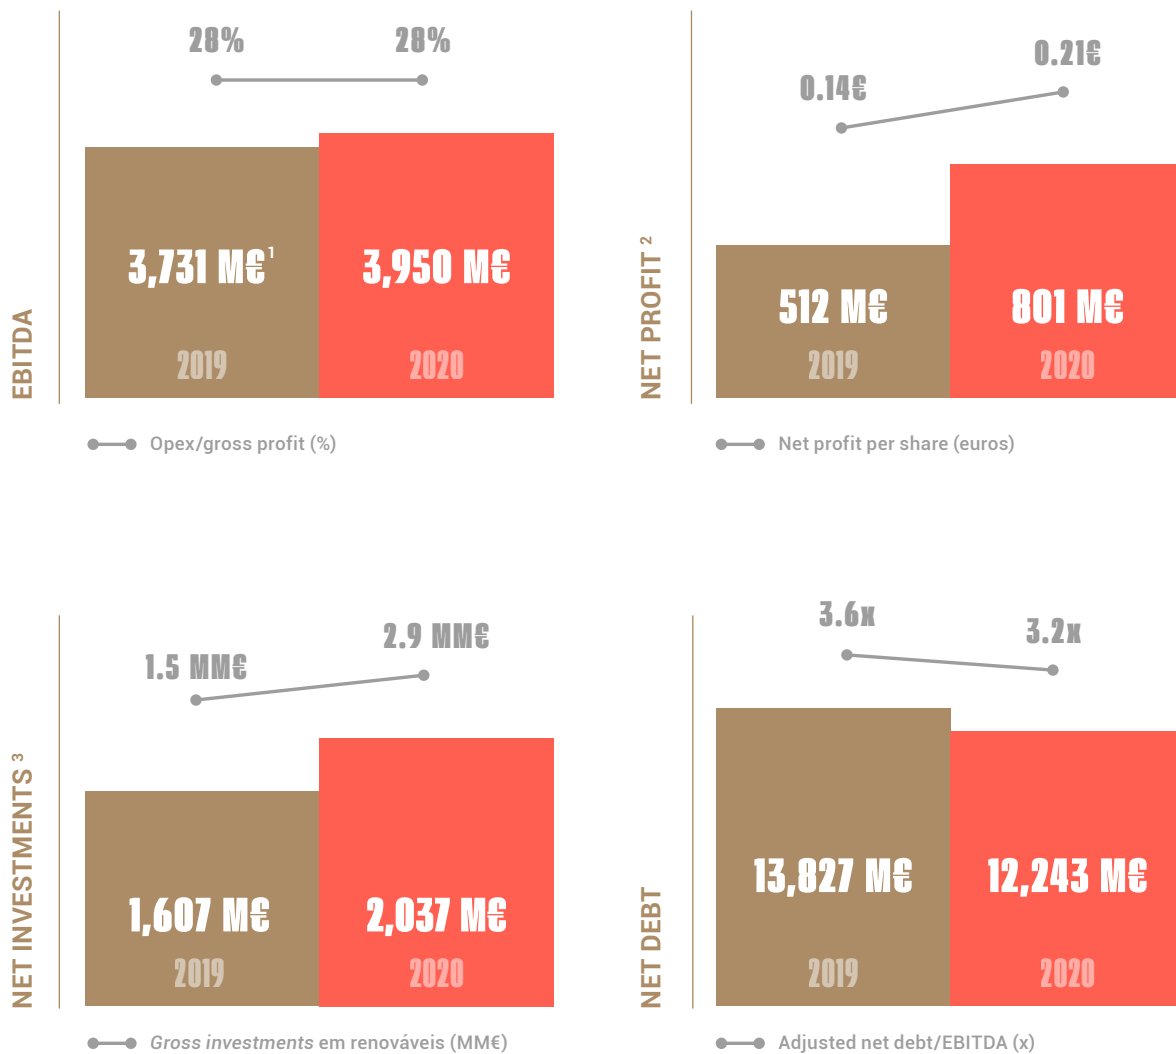 EBITDA
28%
28%
3,731 M€¹
3,950 M€
2019
2020
Opex/gross profit (%)
NET PROFIT ²
0.14€
0.21€
512 M€
801 M€
2019
2020
Net profit per share (euros)
NET INVESTMENTS ³
1.5 MM€
2.9 MM€
1,607 M€
2,037 M€
2019
2020
Gross investments em renováveis (MM€)
NET DEBT
3.6x
3.2x
13,827 M€
12,243 M€
2019
2020
Adjusted net debt/EBITDA (x)